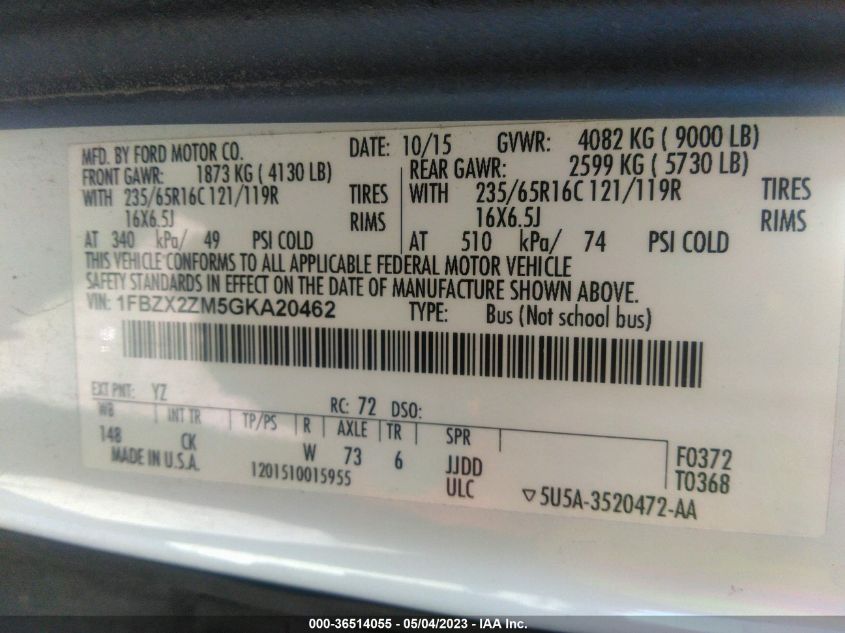 MFD. BY FORD MOTOR CO. DATE: 10/15 GVWR: 4082 KG ( 9000 LB)
FRONT GAWR: 1873 KG ( 4130 LB) REAR GAWR: 2599 KG ( 5730 LB)
WITH 235/65R16C 121/119R TIRES WITH 235/65R16C 121/119R TIRES
16X6.5J RIMS 16X6.5J RIMS
AT 340 kPa/ 49 PSI COLD AT 510 kPa/ 74 PSI COLD
THIS VEHICLE CONFORMS TO ALL APPLICABLE FEDERAL MOTOR VEHICLE
SAFETY STANDARDS IN EFFECT ON THE DATE OF MANUFACTURE SHOWN ABOVE.
VIN: 1FBZX2ZM5GKA20462 TYPE: Bus (Not school bus)
EXT PNT: YZ RC: 72 DSO:
WB INT TR TP/PS R AXLE TR SPR
148 CK W 73 6 JJDD F0372
MADE IN U.S.A. 1201510015955 ULC T0368
▽5U5A-3520472-AA
000-36514055 - 05/04/2023 - IAA Inc.